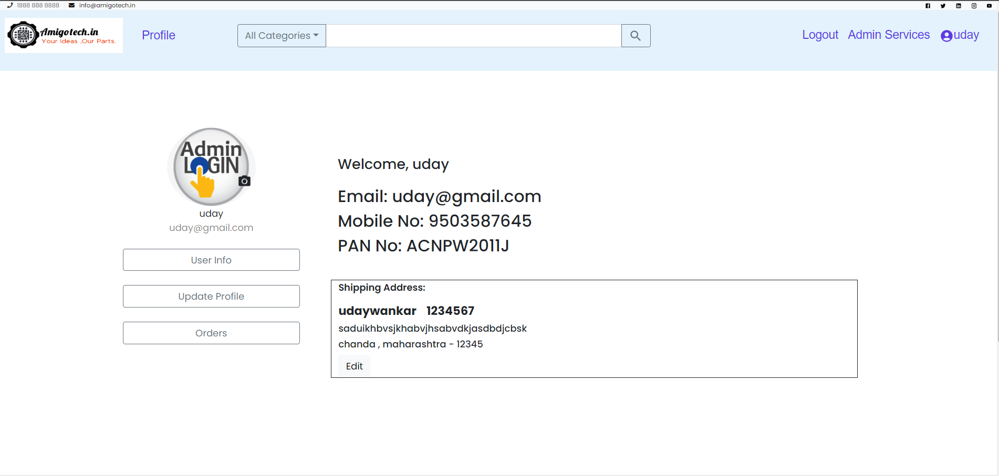 1888 888 8888 info@amigotech.in
Amigotech.in
Your Ideas ,Our Parts.
Profile
All Categories
Logout Admin Services uday
Admin
LOGIN
uday
uday@gmail.com
User Info
Update Profile
Orders
Welcome, uday
Email: uday@gmail.com
Mobile No: 9503587645
PAN No: ACNPW2011J
Shipping Address:
udaywankar 1234567
saduikhbvsjkhabvjhsabvdkjasdbdjcbsk
chanda , maharashtra - 12345
Edit